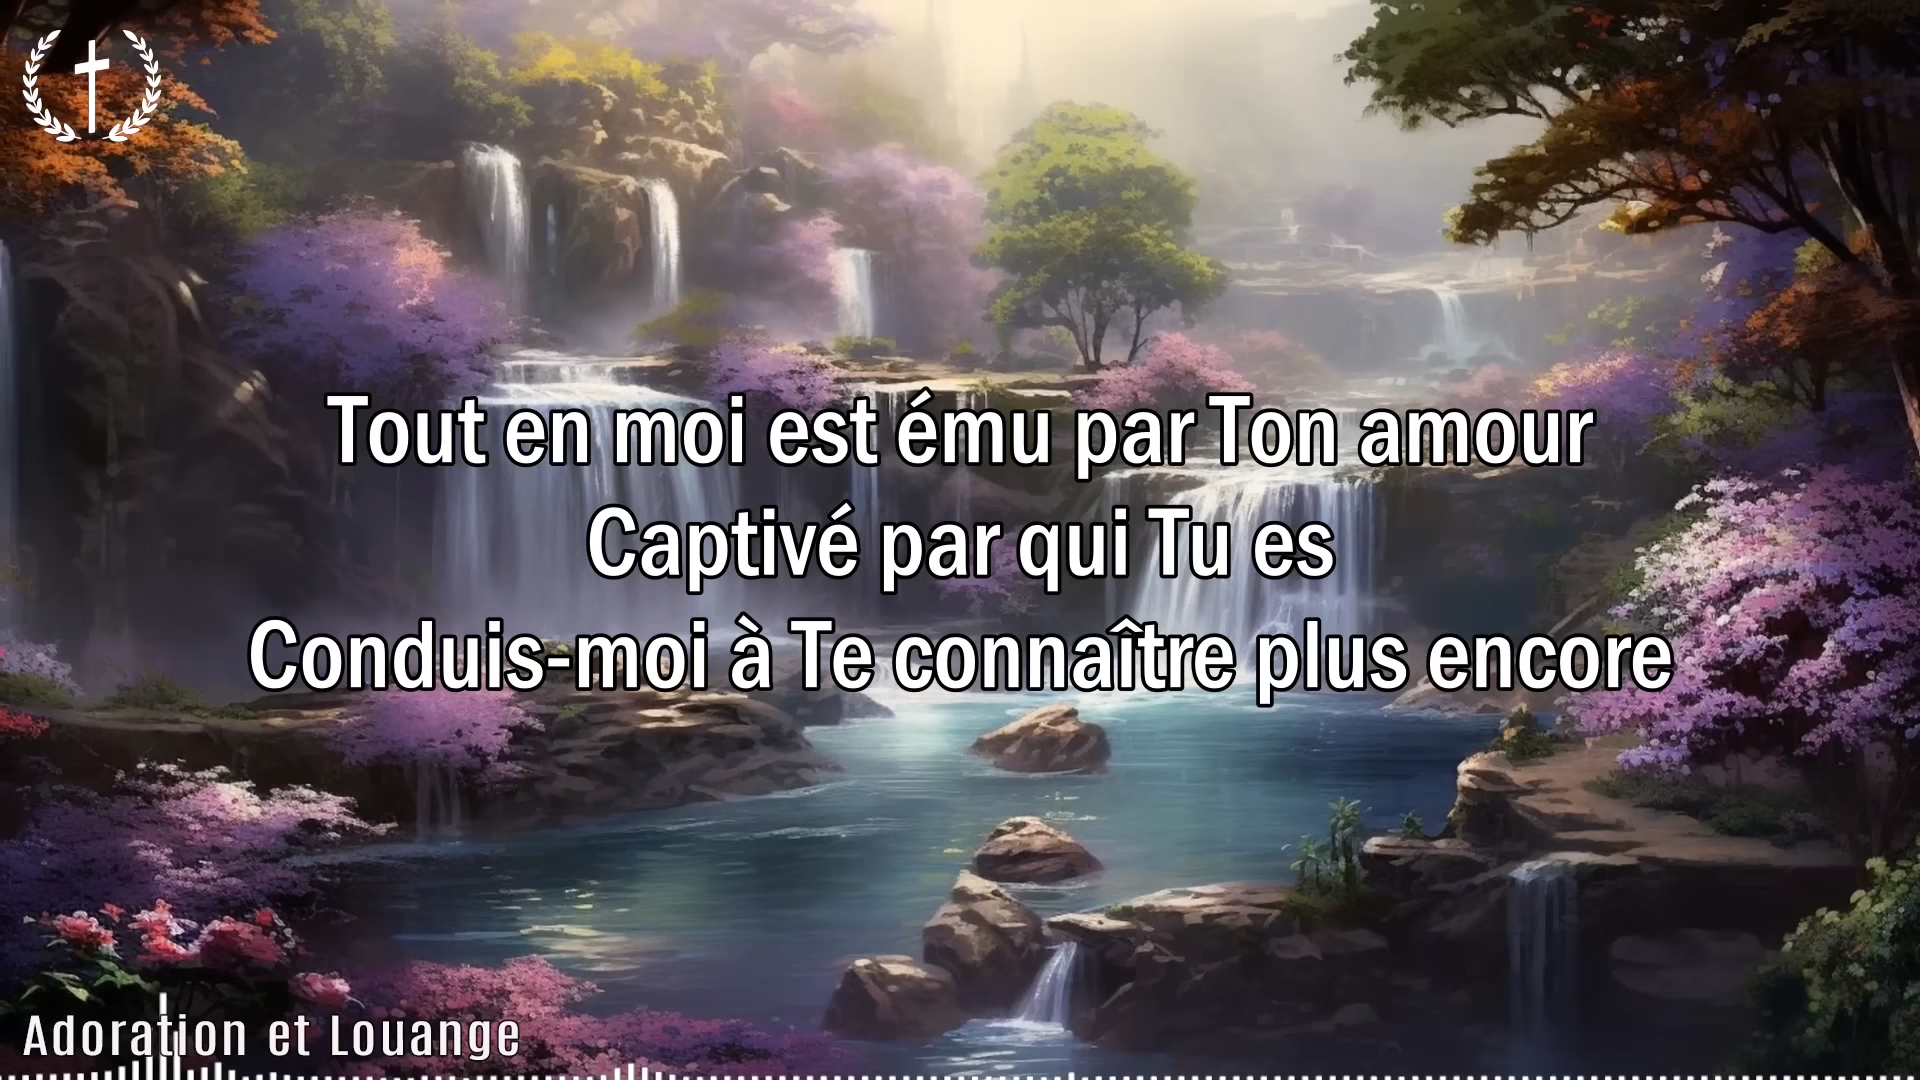 Tout en moi est ému par Ton amour
Captivé par qui Tu es
Conduis-moi à Te connaître plus encore
Adoration et Louange